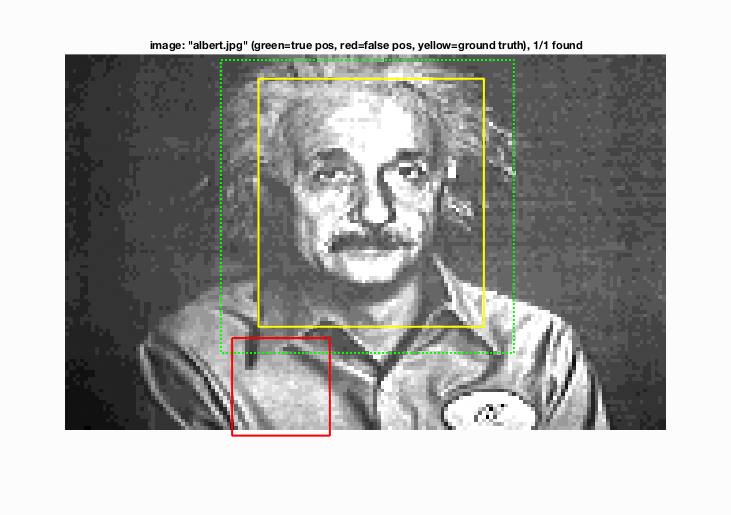 image: "albert.jpg" (green=true pos, red=false pos, yellow=ground truth), 1/1 found